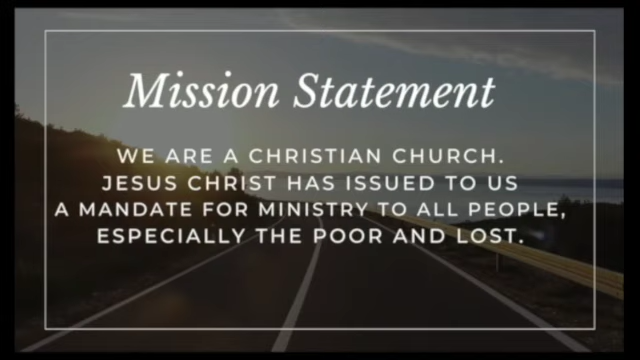 Mission Statement
WE ARE A CHRISTIAN CHURCH.
JESUS CHRIST HAS ISSUED TO US
A MANDATE FOR MINISTRY TO ALL PEOPLE,
ESPECIALLY THE POOR AND LOST.